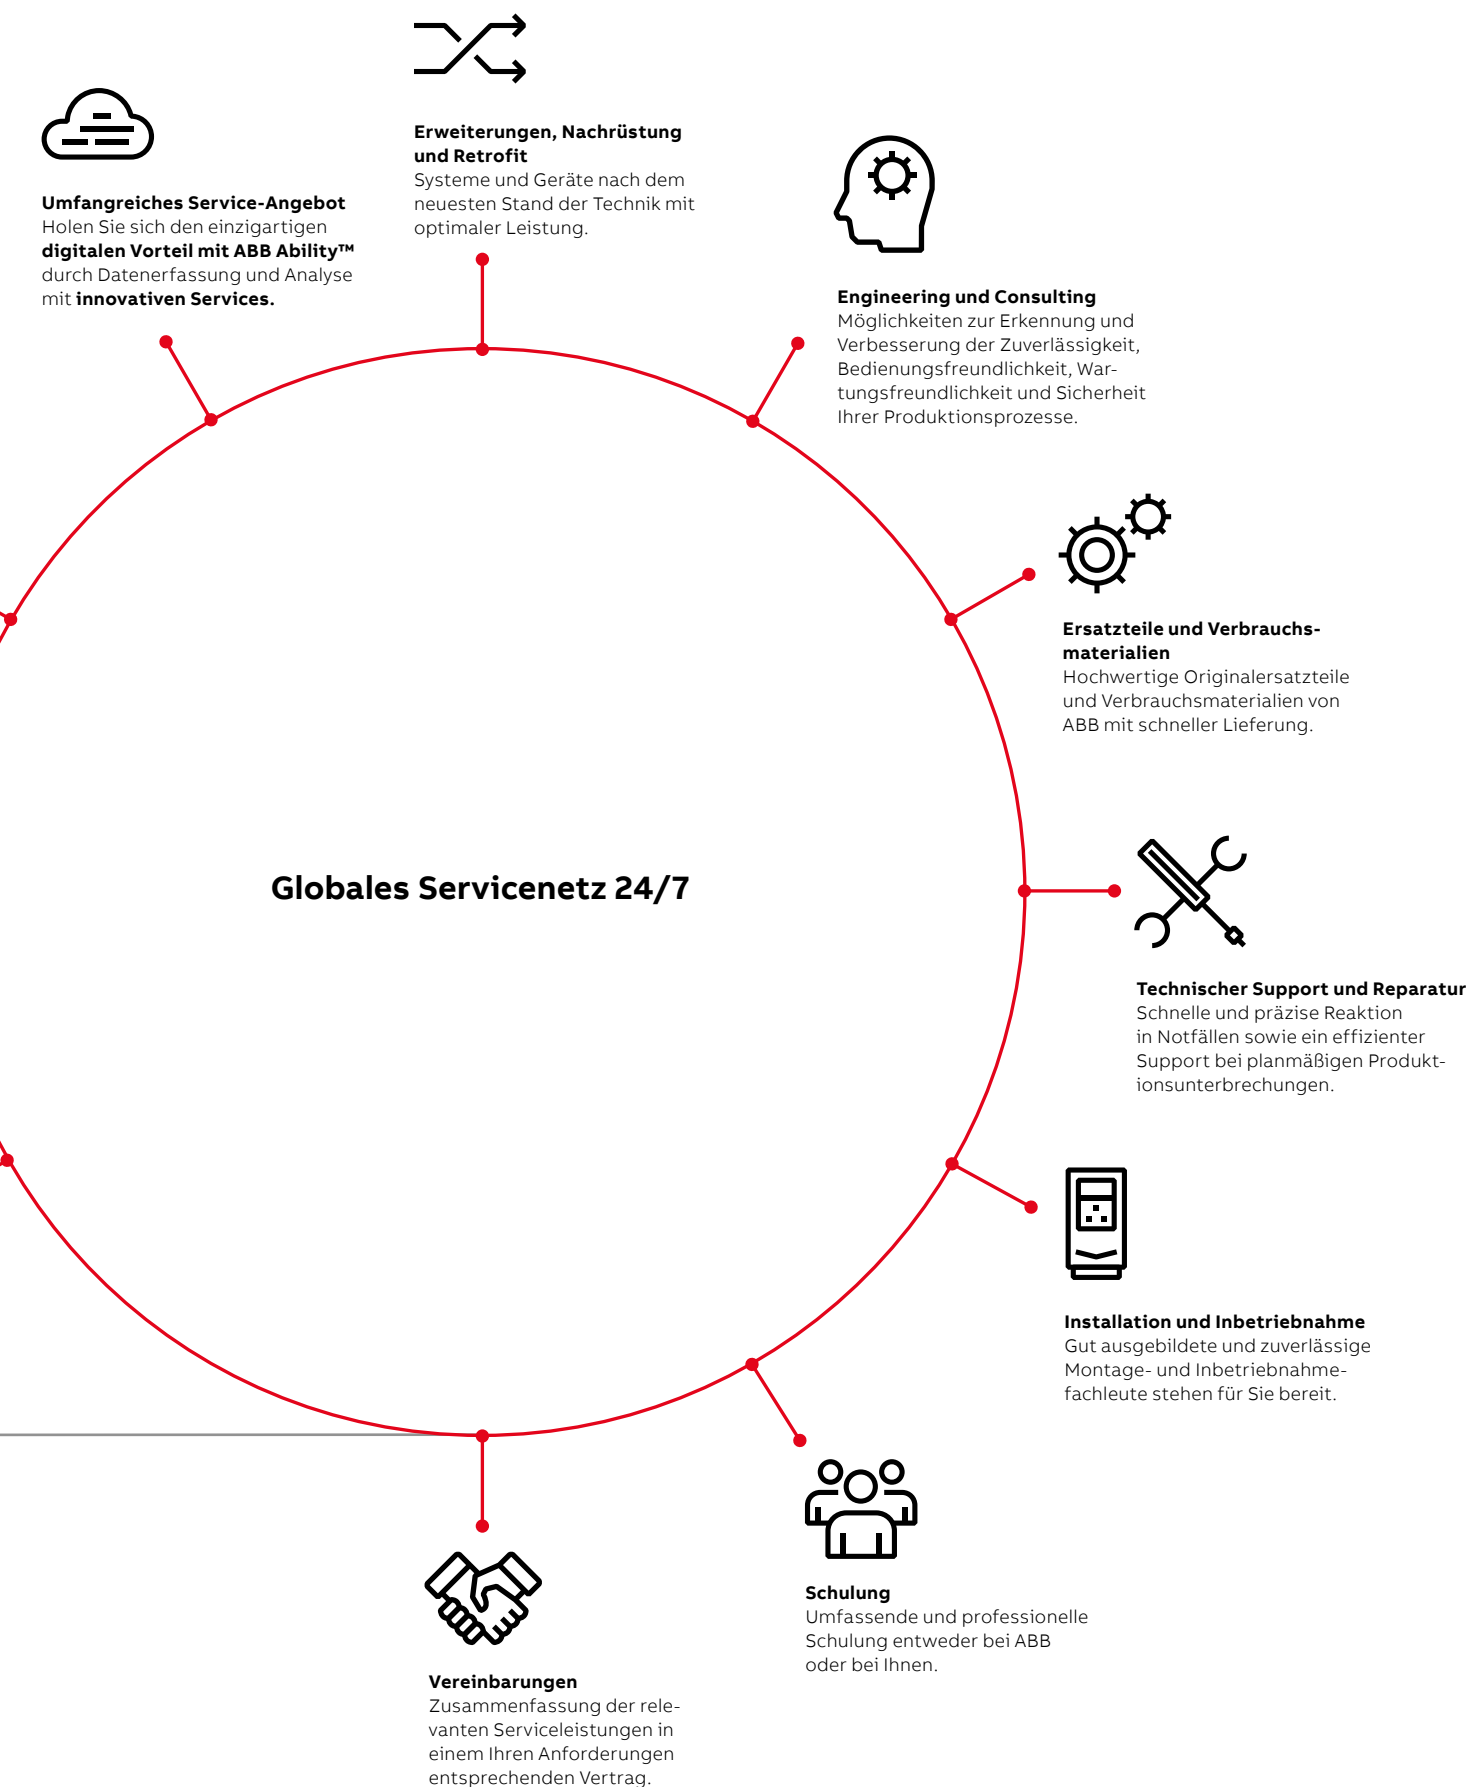 Umfangreiches Service-Angebot
Holen Sie sich den einzigartigen
digitalen Vorteil mit ABB Ability™
durch Datenerfassung und Analyse
mit innovativen Services.
Erweiterungen, Nachrüstung
und Retrofit
Systeme und Geräte nach dem
neuesten Stand der Technik mit
optimaler Leistung.
Engineering und Consulting
Möglichkeiten zur Erkennung und
Verbesserung der Zuverlässigkeit,
Bedienungsfreundlichkeit, War-
tungsfreundlichkeit und Sicherheit
Ihrer Produktionsprozesse.
Ersatzteile und Verbrauchs-
materialien
Hochwertige Originalersatzteile
und Verbrauchsmaterialien von
ABB mit schneller Lieferung.
Globales Servicenetz 24/7
Technischer Support und Reparatur
Schnelle und präzise Reaktion
in Notfällen sowie ein effizienter
Support bei planmäßigen Produkt-
ionsunterbrechungen.
Installation und Inbetriebnahme
Gut ausgebildete und zuverlässige
Montage- und Inbetriebnahme-
fachleute stehen für Sie bereit.
Schulung
Umfassende und professionelle
Schulung entweder bei ABB
oder bei Ihnen.
Vereinbarungen
Zusammenfassung der rele-
vanten Serviceleistungen in
einem Ihren Anforderungen
entsprechenden Vertrag.